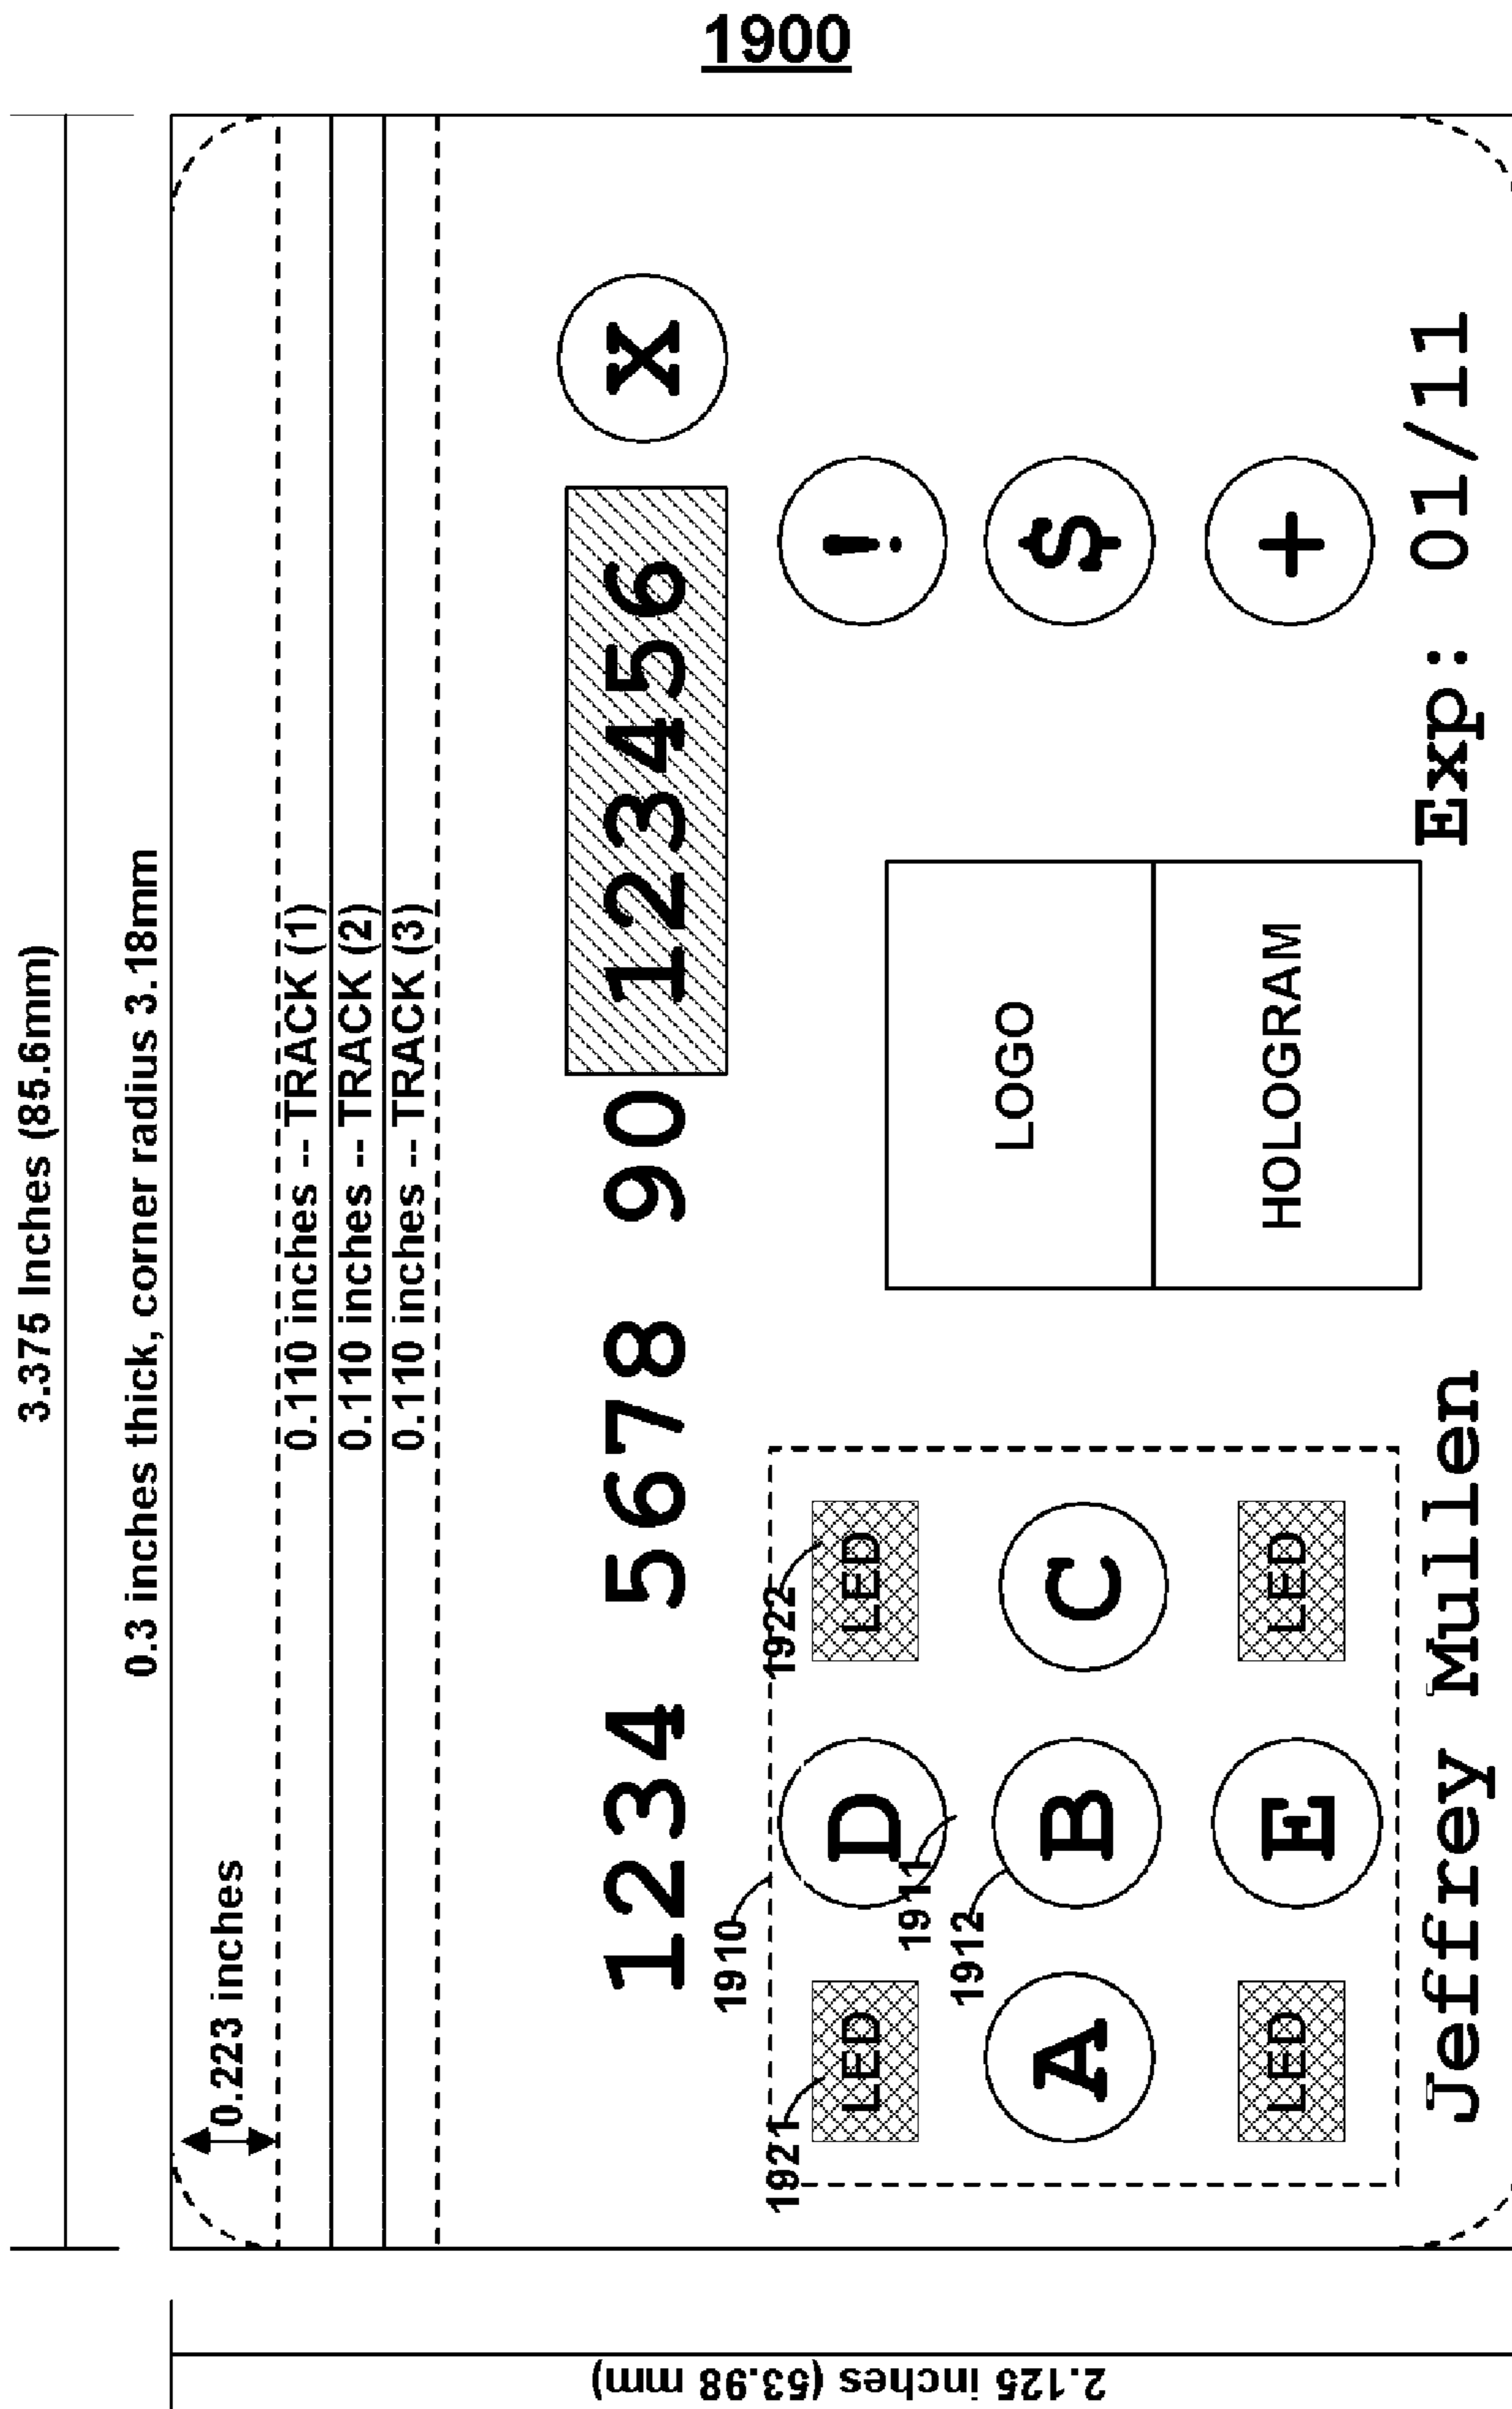 1900
3.375 Inches (85.6mm)
0.3 inches thick, corner radius 3.18mm
0.223 inches
0.110 inches -- TRACK (1)
0.110 inches -- TRACK (2)
0.110 inches -- TRACK (3)
2.125 inches (53.98 mm)
1234 5678 90 123456 X
1910
1921
LED
D
1922
LED
!
1911
1912
A
B
C
$
LED
E
LED
+
LOGO
HOLOGRAM
Jeffrey Mullen
Exp: 01/11